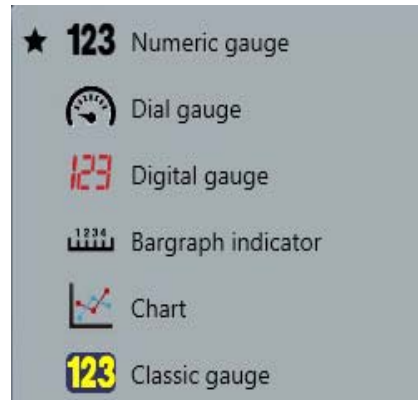 123 Numeric gauge
Dial gauge
123 Digital gauge
1234 Bargraph indicator
Chart
123 Classic gauge